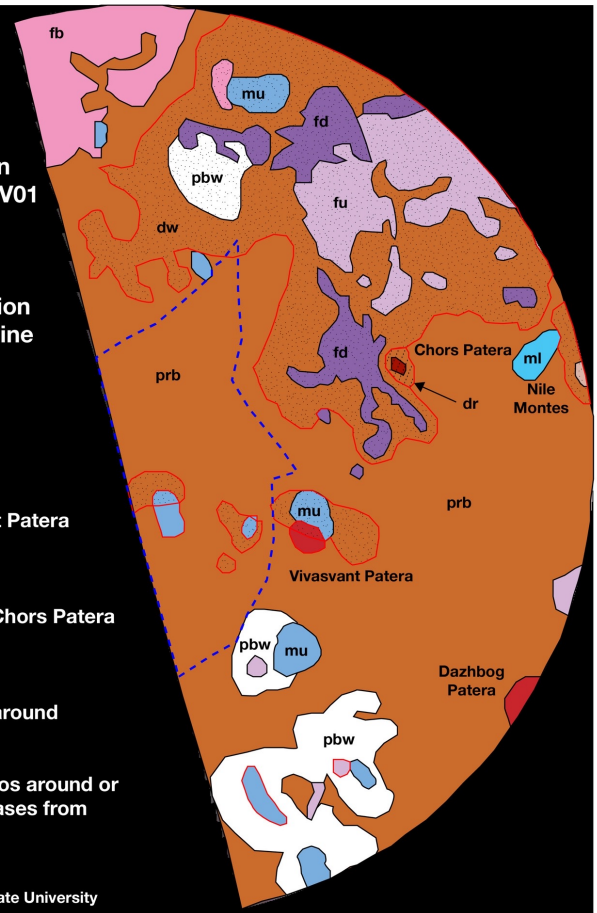 fb
mu
fd
n
V01
pbw
fu
dw
ion
ine
fd
Chors Patera
ml
prb
Nile
Montes
dr
prb
mu
t Patera
Vivasvant Patera
Chors Patera
pbw
mu
Dazhbog
Patera
around
pbw
os around or
ases from
ate University